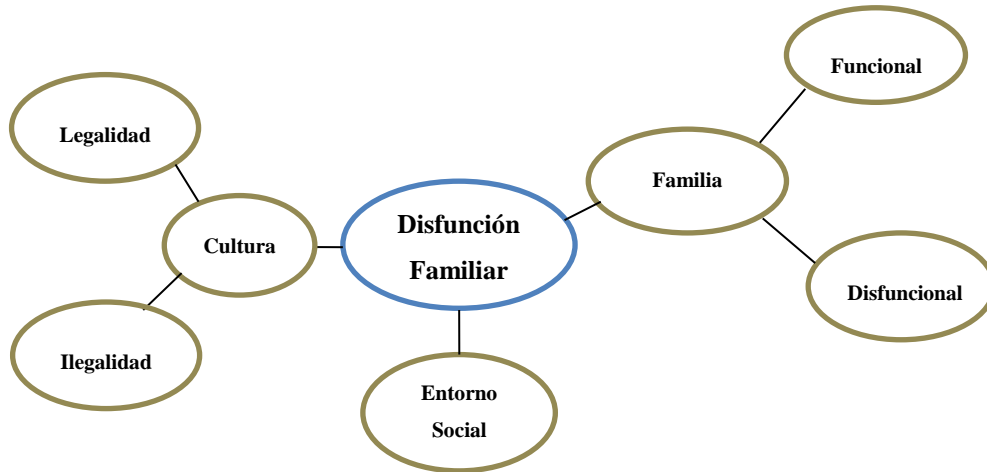 Funcional
Legalidad
Familia
Disfunción
Familiar
Cultura
Disfuncional
Ilegalidad
Entorno
Social